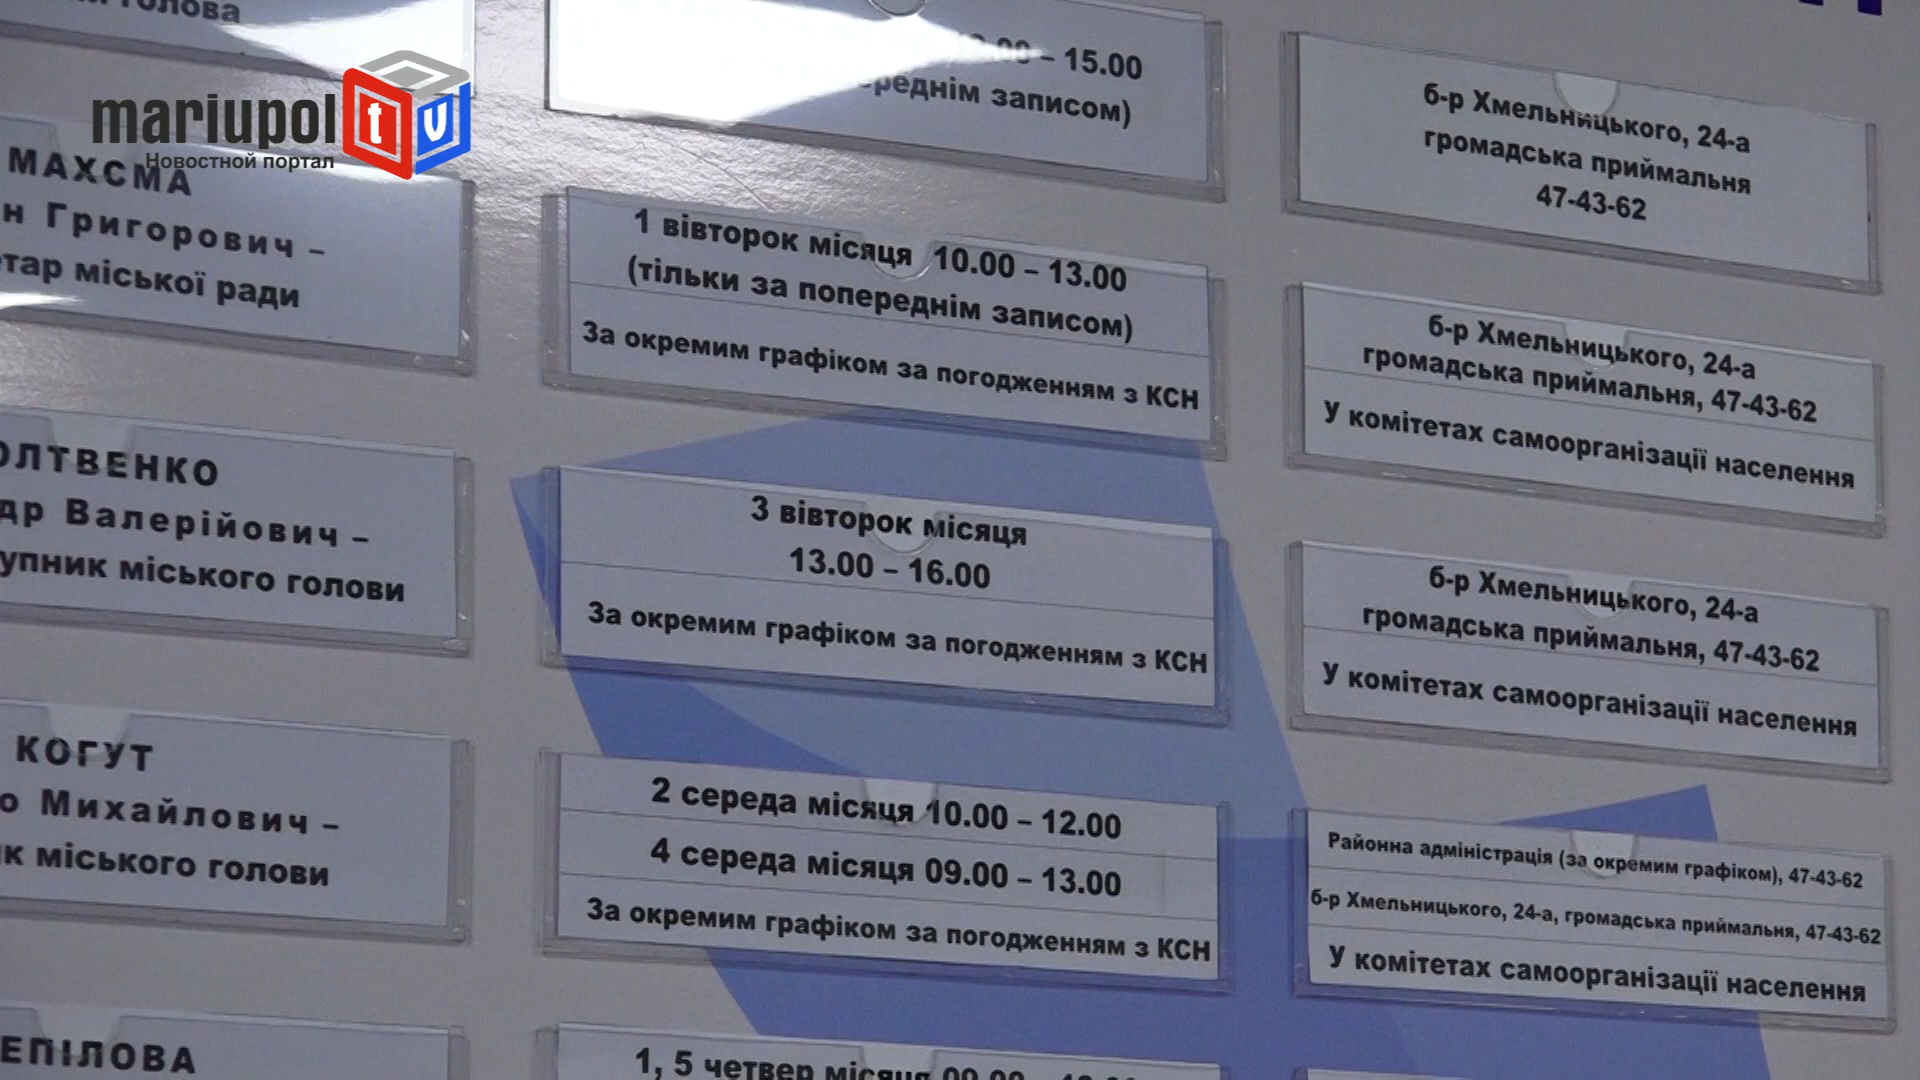 голова
– 15.00
записом)
б-р Хмельницького, 24-а
громадська приймальня
47-43-62
mariupol tv
Новостной портал
МАХСМА
Григорович –
міської ради
1 вівторок місяця 10.00 – 13.00
(тільки за попереднім записом)
За окремим графіком за погодженням з КСН
б-р Хмельницького, 24-а
громадська приймальня, 47-43-62
У комітетах самоорганізації населення
ОЛТВЕНКО
др Валерійович –
упник міського голови
3 вівторок місяця
13.00 – 16.00
За окремим графіком за погодженням з КСН
б-р Хмельницького, 24-а
громадська приймальня, 47-43-62
У комітетах самоорганізації населення
КОГУТ
о Михайлович –
ик міського голови
2 середа місяця 10.00 – 12.00
4 середа місяця 09.00 – 13.00
За окремим графіком за погодженням з КСН
Районна адміністрація (за окремим графіком), 47-43-62
б-р Хмельницького, 24-а, громадська приймальня, 47-43-62
У комітетах самоорганізації населення
ЕПІЛОВА
1, 5 четвер місяця